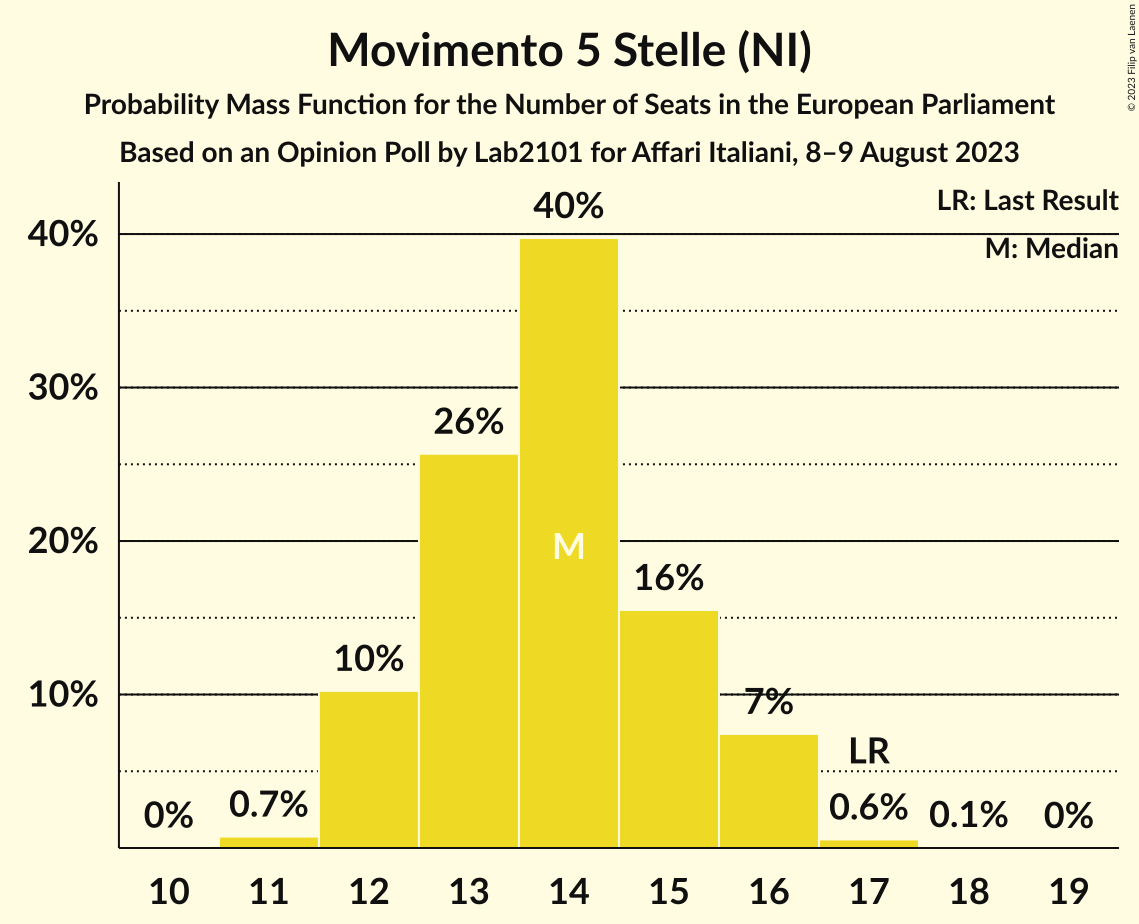 © 2023 Filip van Laenen
Movimento 5 Stelle (NI)
Probability Mass Function for the Number of Seats in the European Parliament
Based on an Opinion Poll by Lab2101 for Affari Italiani, 8–9 August 2023
LR: Last Result
M: Median
40%
30%
20%
10%
0%
0.7%
10%
26%
40%
M
16%
7%
LR
0.6%
0.1%
0%
10 11 12 13 14 15 16 17 18 19